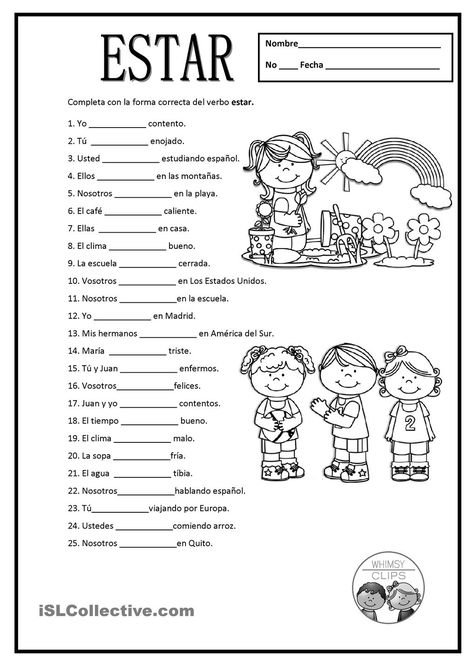 ESTAR
Nombre______________________________
No ____ Fecha ________________________
Completa con la forma correcta del verbo estar.
1. Yo ____________ contento.
2. Tú ____________ enojado.
3. Usted ____________ estudiando español.
4. Ellos ____________ en las montañas.
5. Nosotros ____________ en la playa.
6. El café ____________ caliente.
7. Ellas ____________ en casa.
8. El clima ____________ bueno.
9. La escuela ____________ cerrada.
10. Vosotros ____________ en Los Estados Unidos.
11. Nosotros ____________en la escuela.
12. Yo ____________ en Madrid.
13. Mis hermanos ____________ en América del Sur.
14. María ____________ triste.
15. Tú y Juan ____________ enfermos.
16. Vosotros____________felices.
17. Juan y yo ____________ contentos.
18. El tiempo ____________ bueno.
19. El clima ____________ malo.
20. La sopa ____________fría.
21. El agua ____________ tibia.
22. Nosotros____________hablando español.
23. Tú____________viajando por Europa.
24. Ustedes ____________comiendo arroz.
25. Nosotros ____________en Quito.
2
WHIMSY
CLIPS
iSLCollective.com